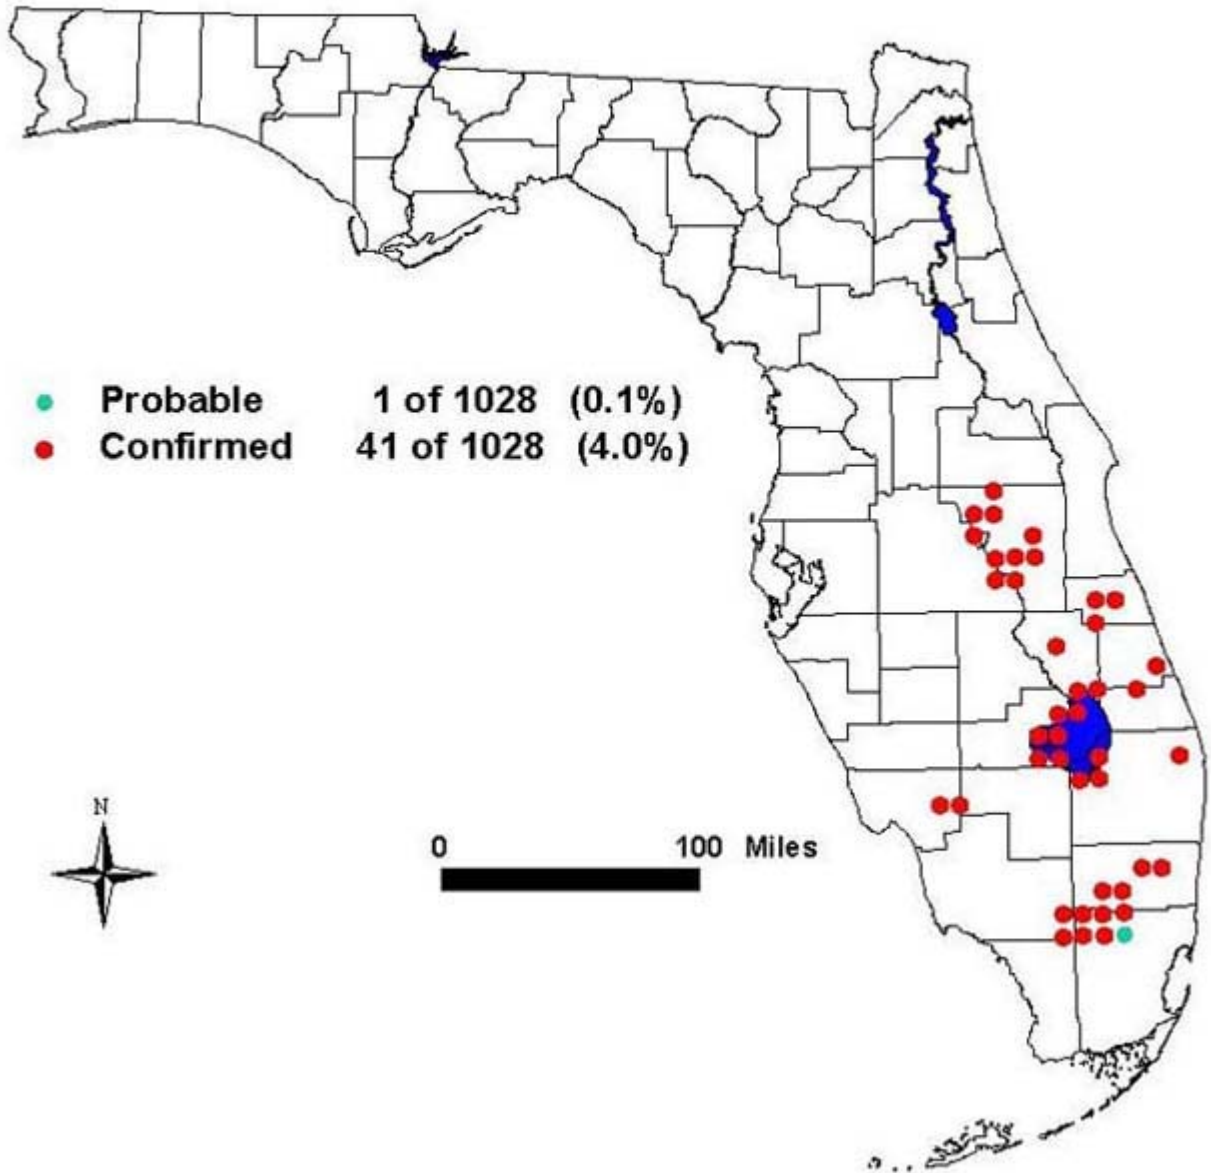 Probable 1 of 1028 (0.1%)
Confirmed 41 of 1028 (4.0%)
N
0 100 Miles